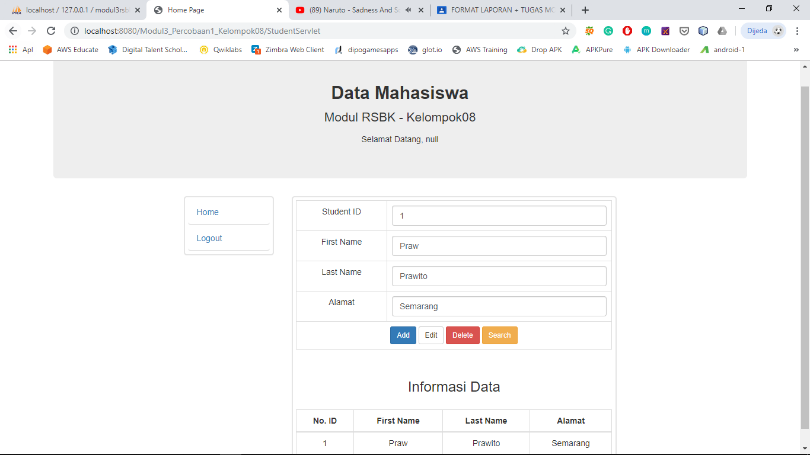 localhost / 127.0.0.1 / modul3rsb
Home Page
(89) Naruto - Sadness And S
FORMAT LAPORAN + TUGAS MO
localhost:8080/Modul3_Percobaan1_Kelompok08/StudentServlet
Dijeda
Apl
AWS Educate
Digital Talent Schol...
Qwiklabs
Zimbra Web Client
dipogamesapps
glot.io
AWS Training
Drop APK
APKPure
APK Downloader
android-1
Data Mahasiswa
Modul RSBK - Kelompok08
Selamat Datang, null
Home
Logout
Student ID 1
First Name Praw
Last Name Prawito
Alamat Semarang
Add Edit Delete Search
Informasi Data
No. ID First Name Last Name Alamat
1 Praw Prawito Semarang